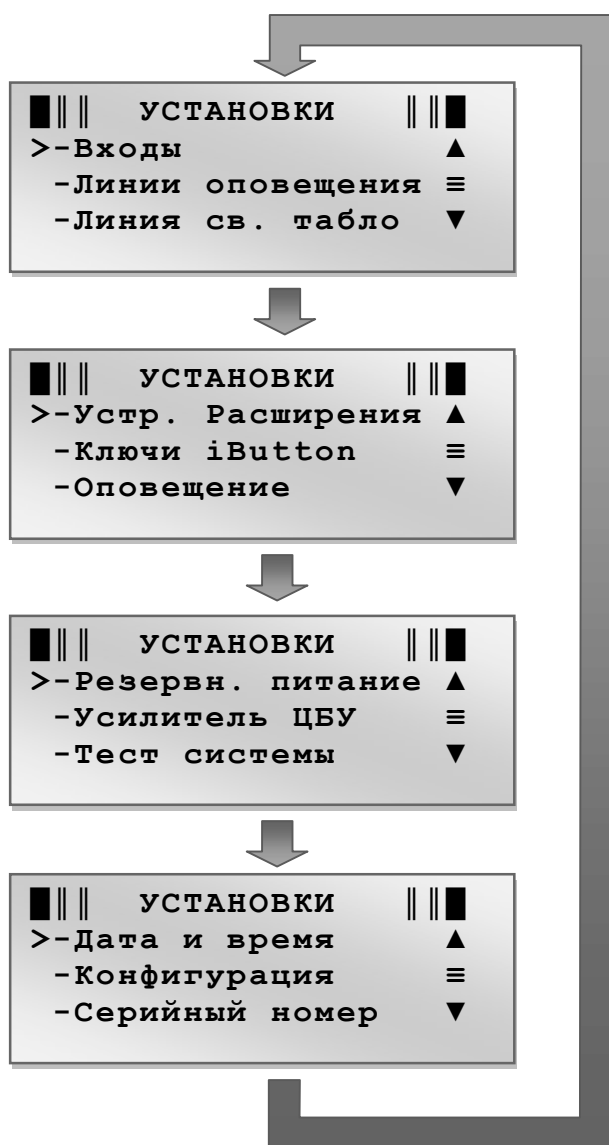 █║║ УСТАНОВКИ ║║█
>-Входы ▲
-Линии оповещения ≡
-Линия св. табло ▼
█║║ УСТАНОВКИ ║║█
>-Устр. Расширения ▲
-Ключи iButton ≡
-Оповещение ▼
█║║ УСТАНОВКИ ║║█
>-Резервн. питание ▲
-Усилитель ЦБУ ≡
-Тест системы ▼
█║║ УСТАНОВКИ ║║█
>-Дата и время ▲
-Конфигурация ≡
-Серийный номер ▼